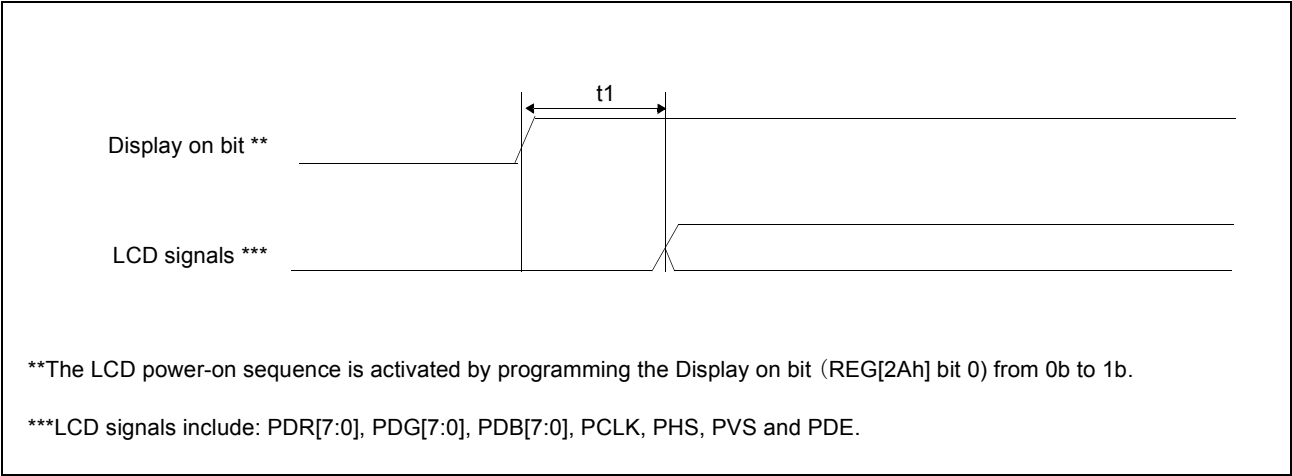 t1
Display on bit **
LCD signals ***
**The LCD power-on sequence is activated by programming the Display on bit（REG[2Ah] bit 0) from 0b to 1b.
***LCD signals include: PDR[7:0], PDG[7:0], PDB[7:0], PCLK, PHS, PVS and PDE.